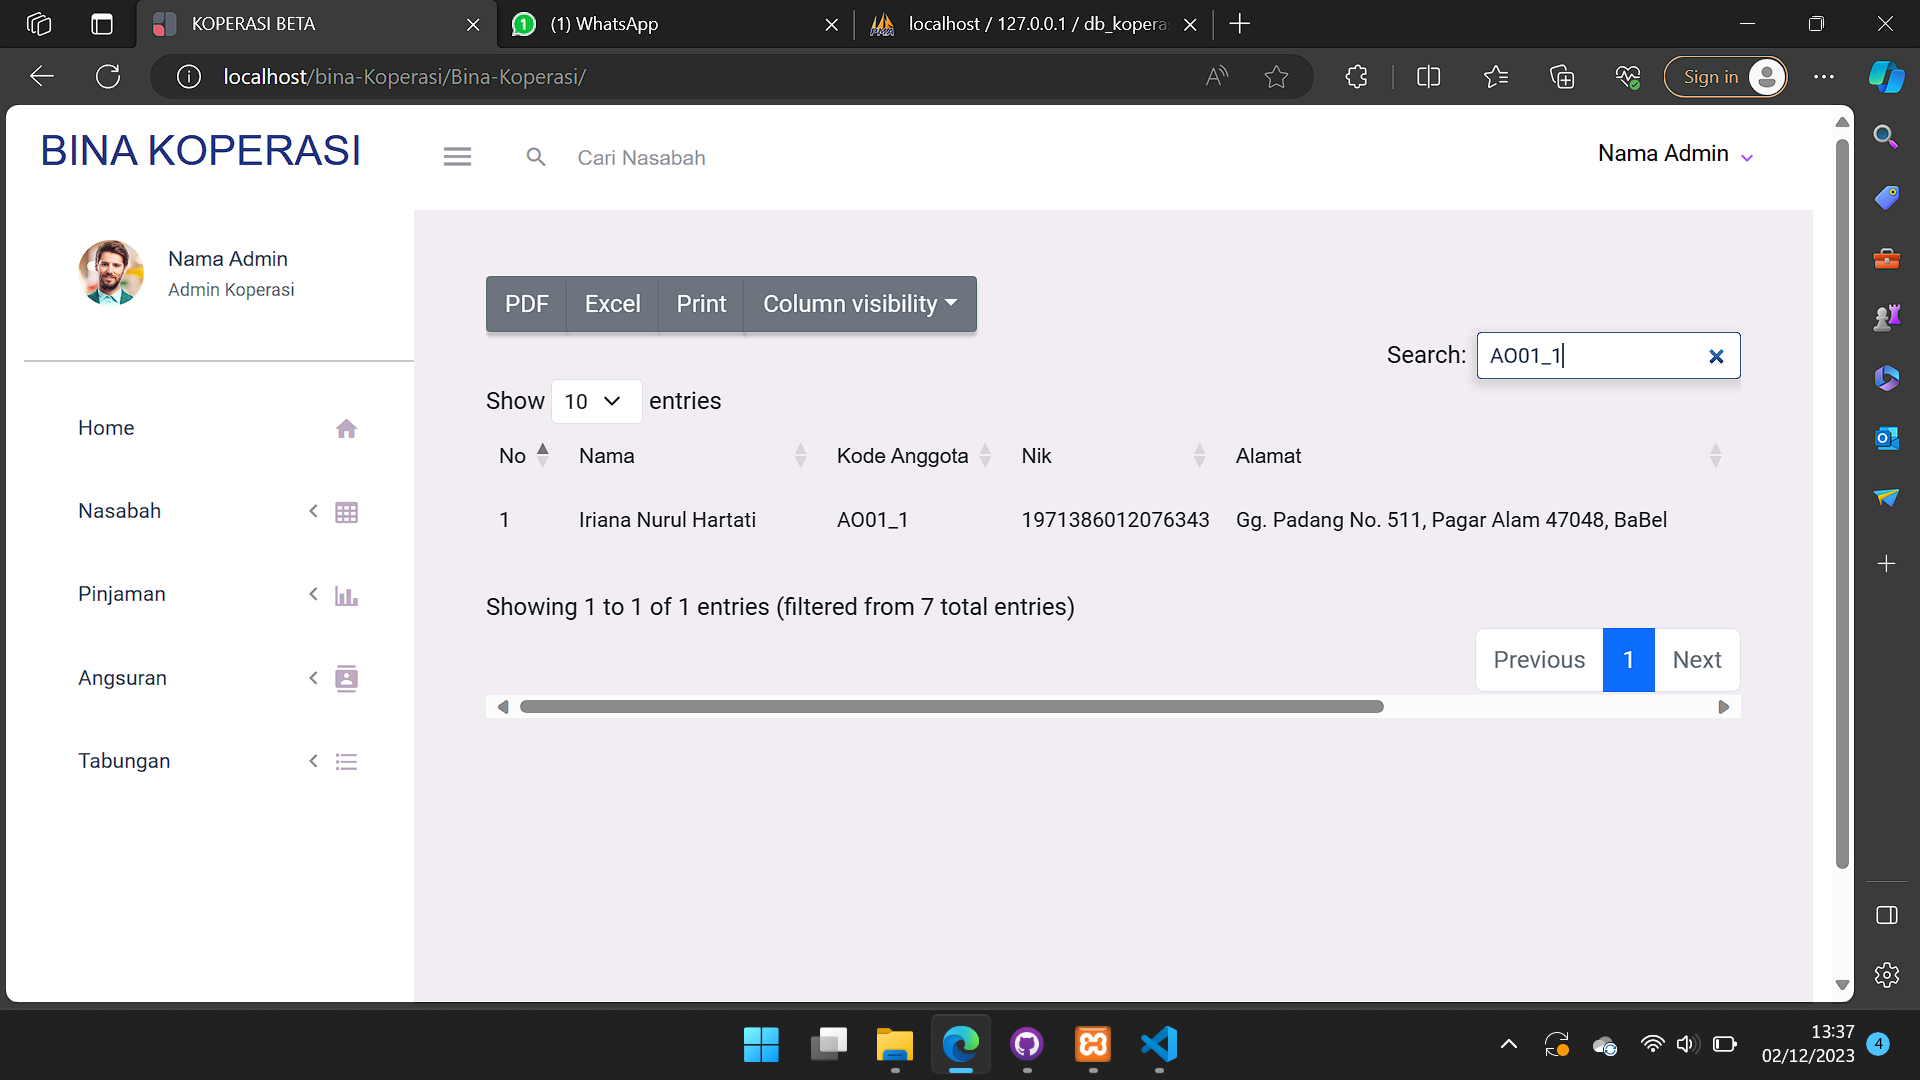 KOPERASI BETA
(1) WhatsApp
localhost / 127.0.0.1 / db_kopera
localhost/bina-Koperasi/Bina-Koperasi/
Sign in
BINA KOPERASI
Cari Nasabah
Nama Admin
Nama Admin
Admin Koperasi
PDF Excel Print Column visibility
Search: AO01_1
Show 10 entries
No Nama Kode Anggota Nik Alamat
1 Iriana Nurul Hartati AO01_1 1971386012076343 Gg. Padang No. 511, Pagar Alam 47048, BaBel
Showing 1 to 1 of 1 entries (filtered from 7 total entries)
Previous 1 Next
Home
Nasabah
Pinjaman
Angsuran
Tabungan
13:37
02/12/2023
4